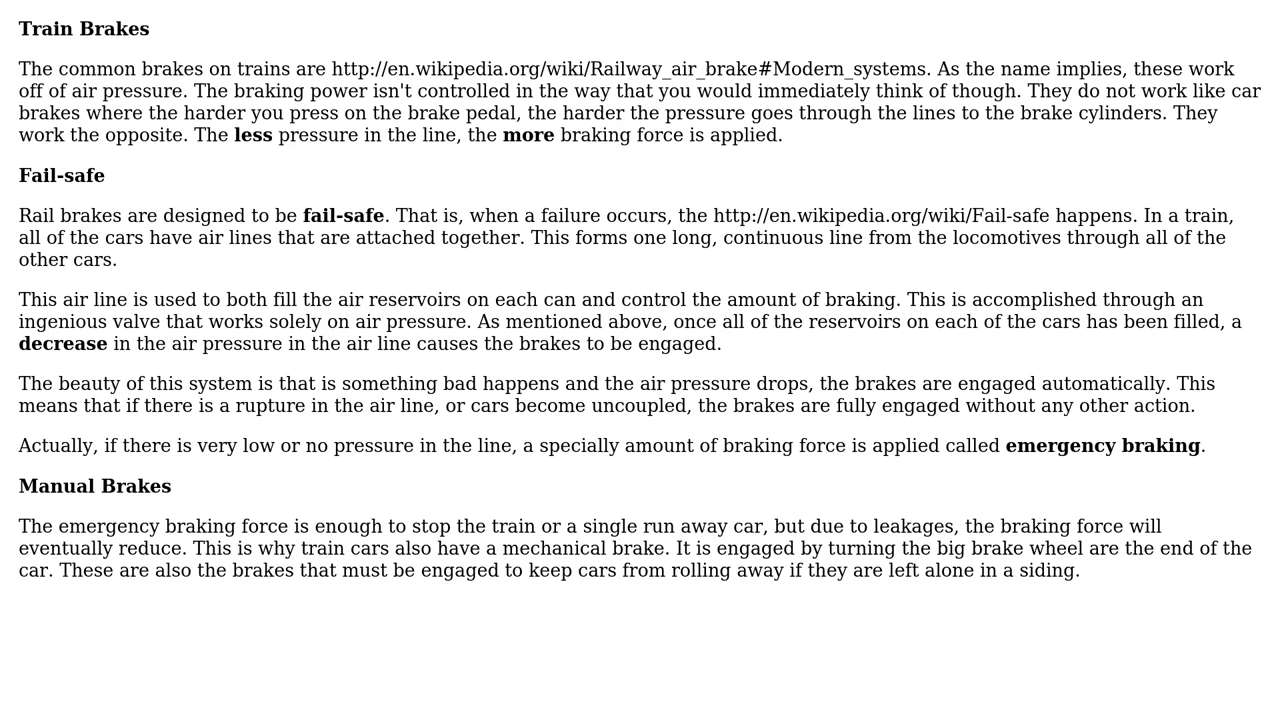 Train Brakes
The common brakes on trains are http://en.wikipedia.org/wiki/Railway_air_brake#Modern_systems. As the name implies, these work
off of air pressure. The braking power isn't controlled in the way that you would immediately think of though. They do not work like car
brakes where the harder you press on the brake pedal, the harder the pressure goes through the lines to the brake cylinders. They
work the opposite. The less pressure in the line, the more braking force is applied.
Fail-safe
Rail brakes are designed to be fail-safe. That is, when a failure occurs, the http://en.wikipedia.org/wiki/Fail-safe happens. In a train,
all of the cars have air lines that are attached together. This forms one long, continuous line from the locomotives through all of the
other cars.
This air line is used to both fill the air reservoirs on each can and control the amount of braking. This is accomplished through an
ingenious valve that works solely on air pressure. As mentioned above, once all of the reservoirs on each of the cars has been filled, a
decrease in the air pressure in the air line causes the brakes to be engaged.
The beauty of this system is that is something bad happens and the air pressure drops, the brakes are engaged automatically. This
means that if there is a rupture in the air line, or cars become uncoupled, the brakes are fully engaged without any other action.
Actually, if there is very low or no pressure in the line, a specially amount of braking force is applied called emergency braking.
Manual Brakes
The emergency braking force is enough to stop the train or a single run away car, but due to leakages, the braking force will
eventually reduce. This is why train cars also have a mechanical brake. It is engaged by turning the big brake wheel are the end of the
car. These are also the brakes that must be engaged to keep cars from rolling away if they are left alone in a siding.